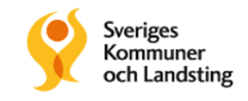 Sveriges
Kommuner
och Landsting